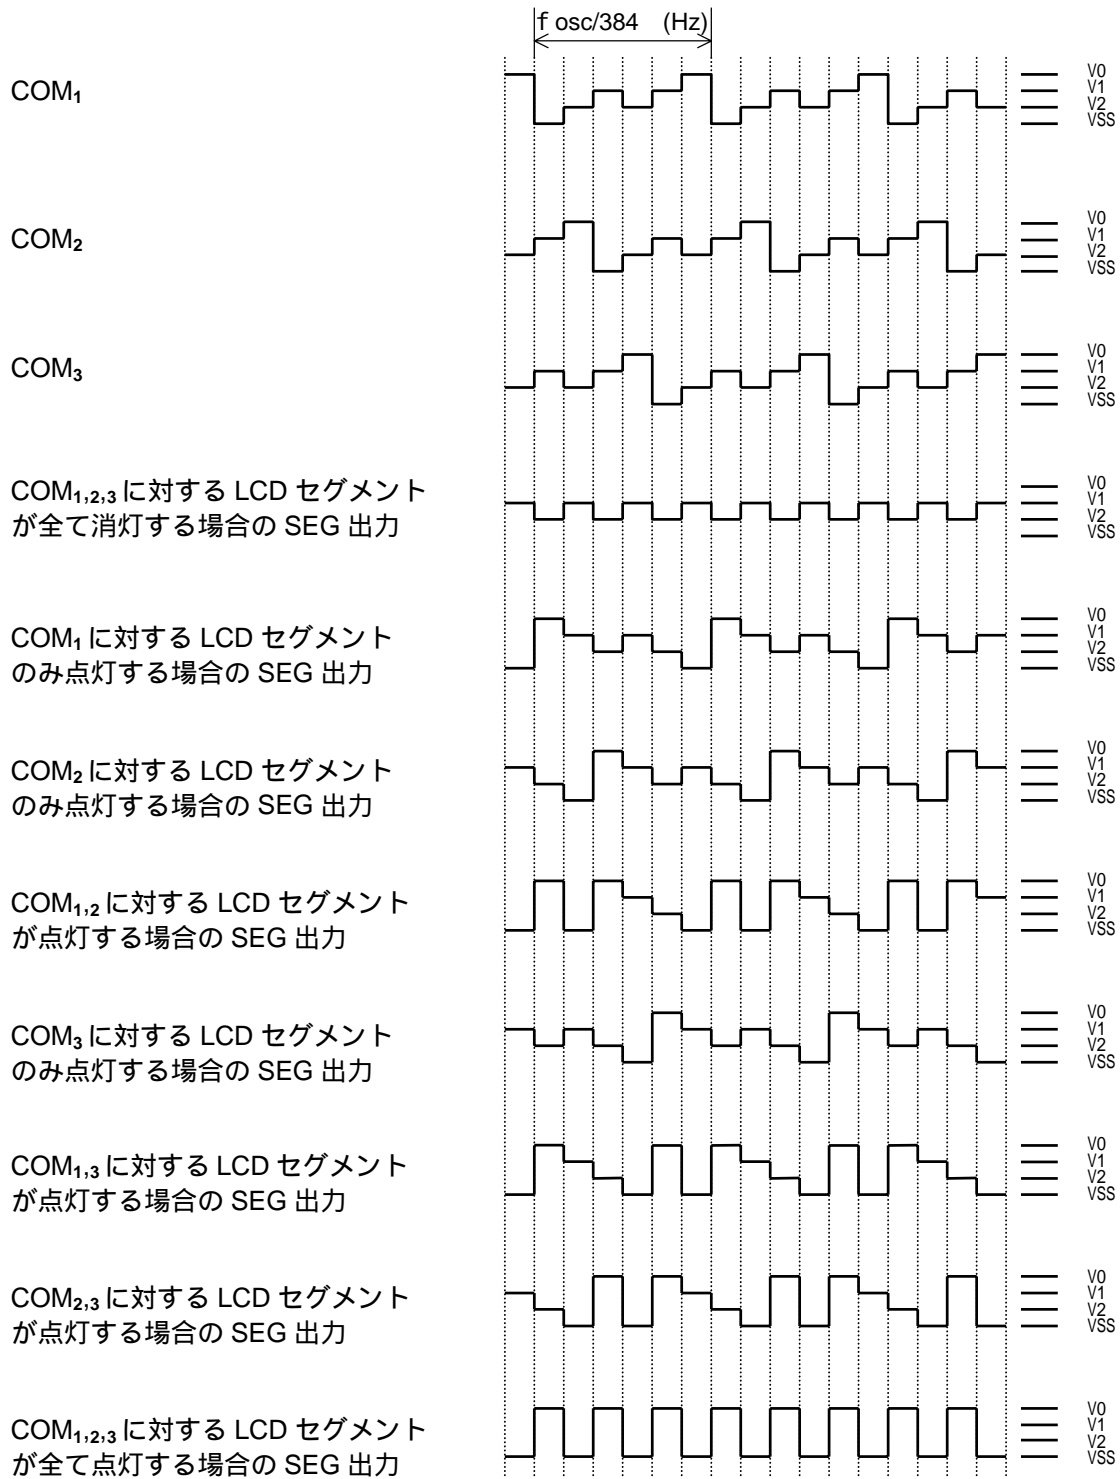 f osc/384 (Hz)
COM1
V0
V1
V2
VSS
COM2
V0
V1
V2
VSS
COM3
V0
V1
V2
VSS
COM1,2,3に対する LCD セグメント
が全て消灯する場合の SEG 出力
V0
V1
V2
VSS
COM1に対する LCD セグメント
のみ点灯する場合の SEG 出力
V0
V1
V2
VSS
COM2に対する LCD セグメント
のみ点灯する場合の SEG 出力
V0
V1
V2
VSS
COM1,2に対する LCD セグメント
が点灯する場合の SEG 出力
V0
V1
V2
VSS
COM3に対する LCD セグメント
のみ点灯する場合の SEG 出力
V0
V1
V2
VSS
COM1,3に対する LCD セグメント
が点灯する場合の SEG 出力
V0
V1
V2
VSS
COM2,3に対する LCD セグメント
が点灯する場合の SEG 出力
V0
V1
V2
VSS
COM1,2,3に対する LCD セグメント
が全て点灯する場合の SEG 出力
V0
V1
V2
VSS